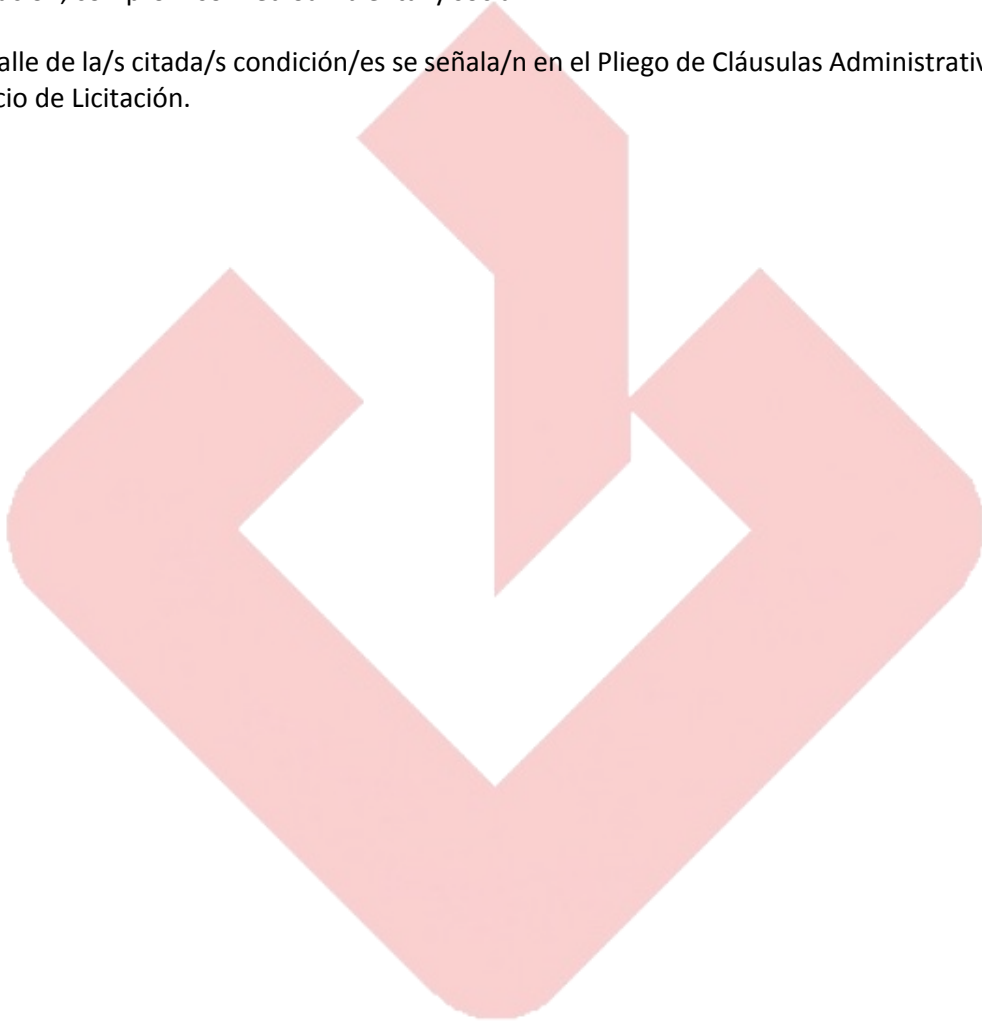 alle de la/s citada/s condición/es se señala/n en el Pliego de Cláusulas Administrativ
cio de Licitación.